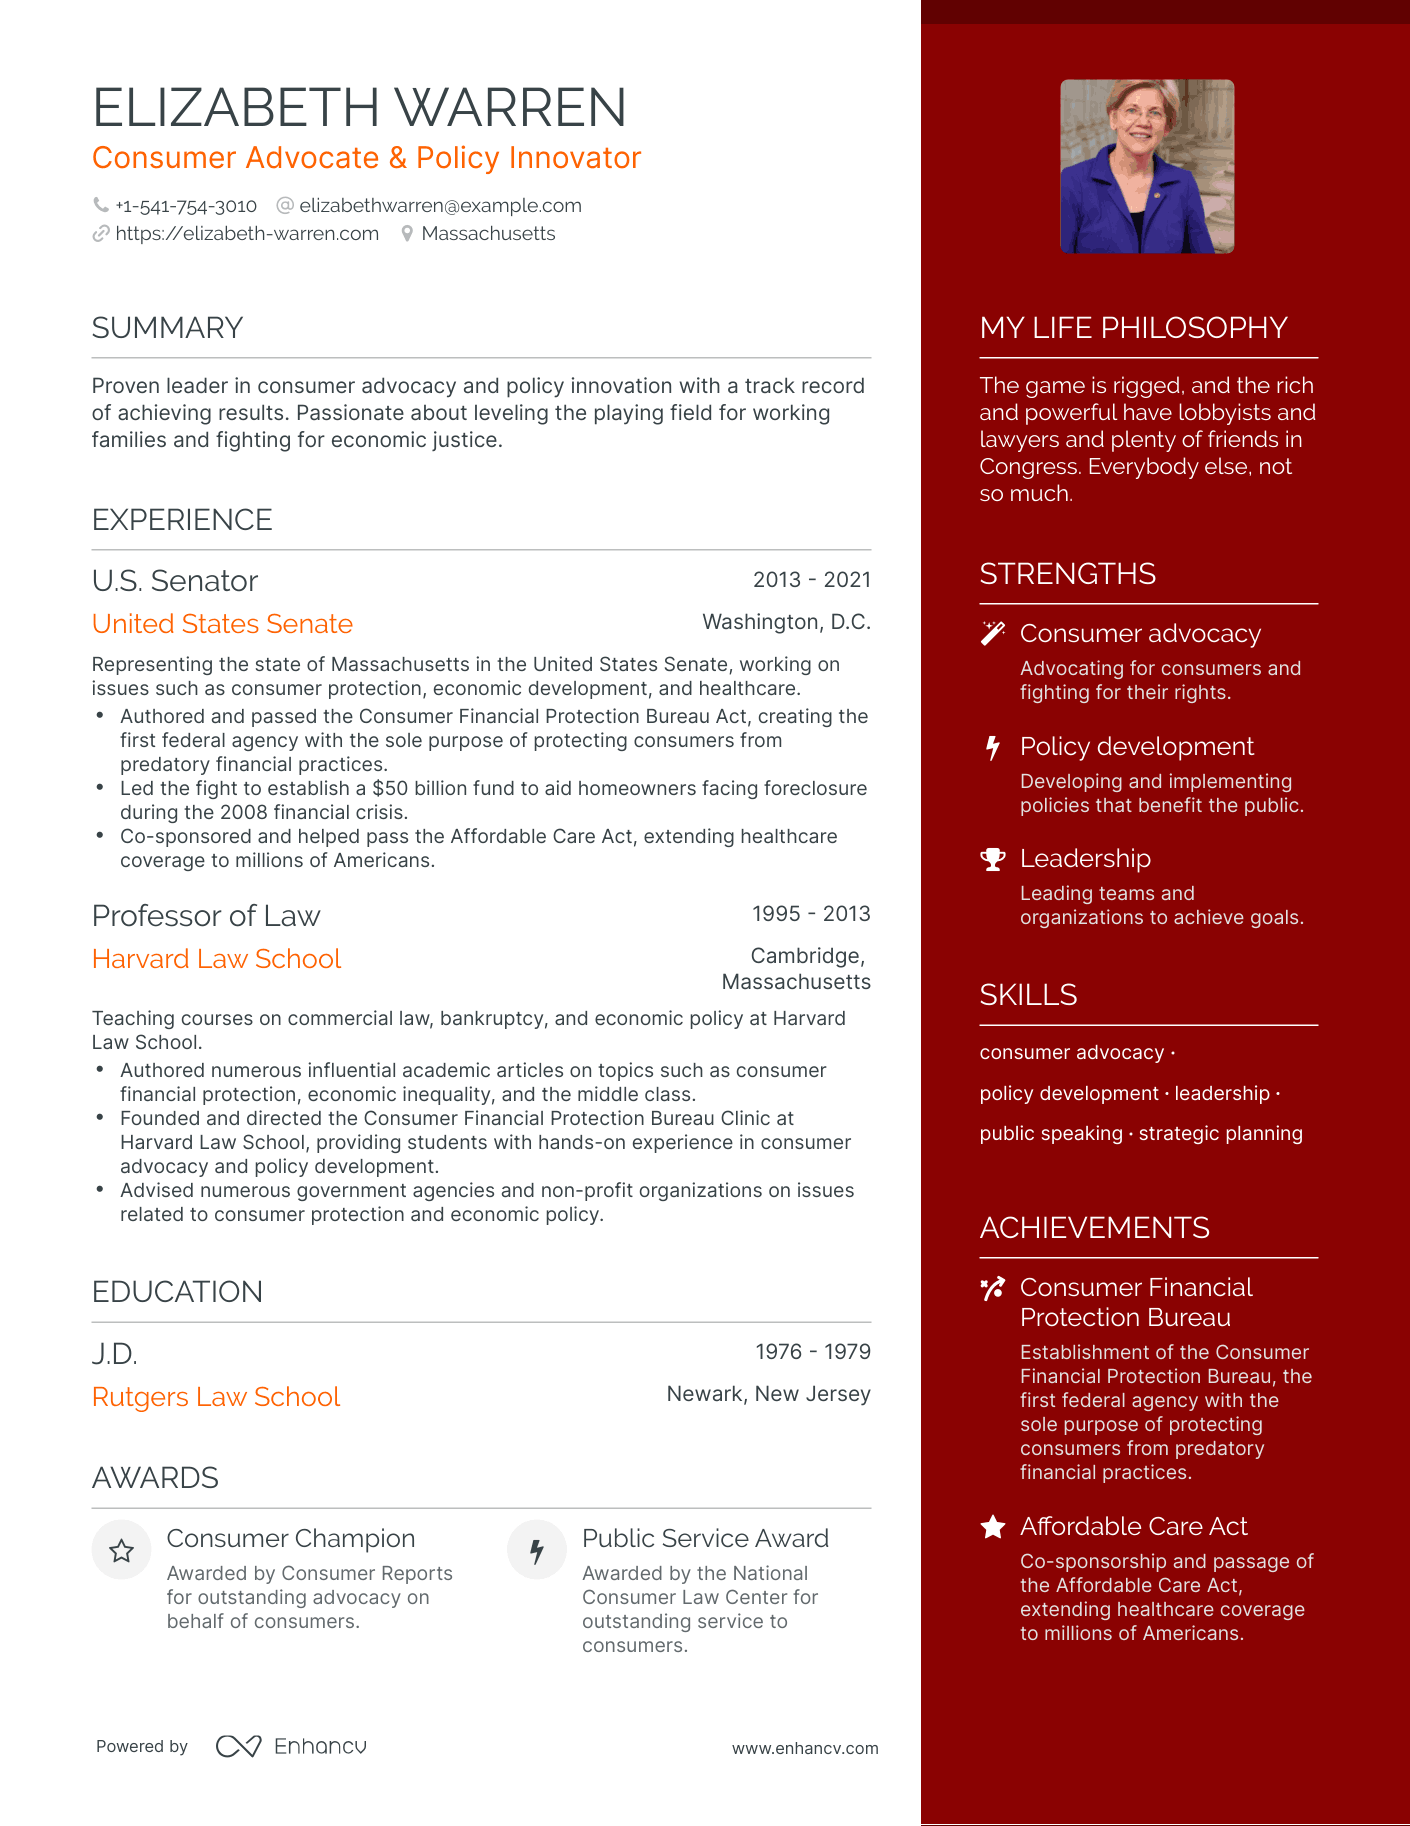 ELIZABETH WARREN
Consumer Advocate & Policy Innovator
+1-541-754-3010 elizabethwarren@example.com
https://elizabeth-warren.com Massachusetts
SUMMARY
Proven leader in consumer advocacy and policy innovation with a track record
of achieving results. Passionate about leveling the playing field for working
families and fighting for economic justice.
EXPERIENCE
U.S. Senator 2013 - 2021
United States Senate Washington, D.C.
Representing the state of Massachusetts in the United States Senate, working on
issues such as consumer protection, economic development, and healthcare.
• Authored and passed the Consumer Financial Protection Bureau Act, creating the
first federal agency with the sole purpose of protecting consumers from
predatory financial practices.
• Led the fight to establish a $50 billion fund to aid homeowners facing foreclosure
during the 2008 financial crisis.
• Co-sponsored and helped pass the Affordable Care Act, extending healthcare
coverage to millions of Americans.
Professor of Law 1995 - 2013
Harvard Law School Cambridge,
Massachusetts
Teaching courses on commercial law, bankruptcy, and economic policy at Harvard
Law School.
• Authored numerous influential academic articles on topics such as consumer
financial protection, economic inequality, and the middle class.
• Founded and directed the Consumer Financial Protection Bureau Clinic at
Harvard Law School, providing students with hands-on experience in consumer
advocacy and policy development.
• Advised numerous government agencies and non-profit organizations on issues
related to consumer protection and economic policy.
EDUCATION
J.D. 1976 - 1979
Rutgers Law School Newark, New Jersey
AWARDS
Consumer Champion
Awarded by Consumer Reports
for outstanding advocacy on
behalf of consumers.
Public Service Award
Awarded by the National
Consumer Law Center for
outstanding service to
consumers.
Powered by Enhancv www.enhancv.com
MY LIFE PHILOSOPHY
The game is rigged, and the rich
and powerful have lobbyists and
lawyers and plenty of friends in
Congress. Everybody else, not
so much.
STRENGTHS
Consumer advocacy
Advocating for consumers and
fighting for their rights.
Policy development
Developing and implementing
policies that benefit the public.
Leadership
Leading teams and
organizations to achieve goals.
SKILLS
consumer advocacy ·
policy development · leadership ·
public speaking · strategic planning
ACHIEVEMENTS
Consumer Financial
Protection Bureau
Establishment of the Consumer
Financial Protection Bureau, the
first federal agency with the
sole purpose of protecting
consumers from predatory
financial practices.
Affordable Care Act
Co-sponsorship and passage of
the Affordable Care Act,
extending healthcare coverage
to millions of Americans.